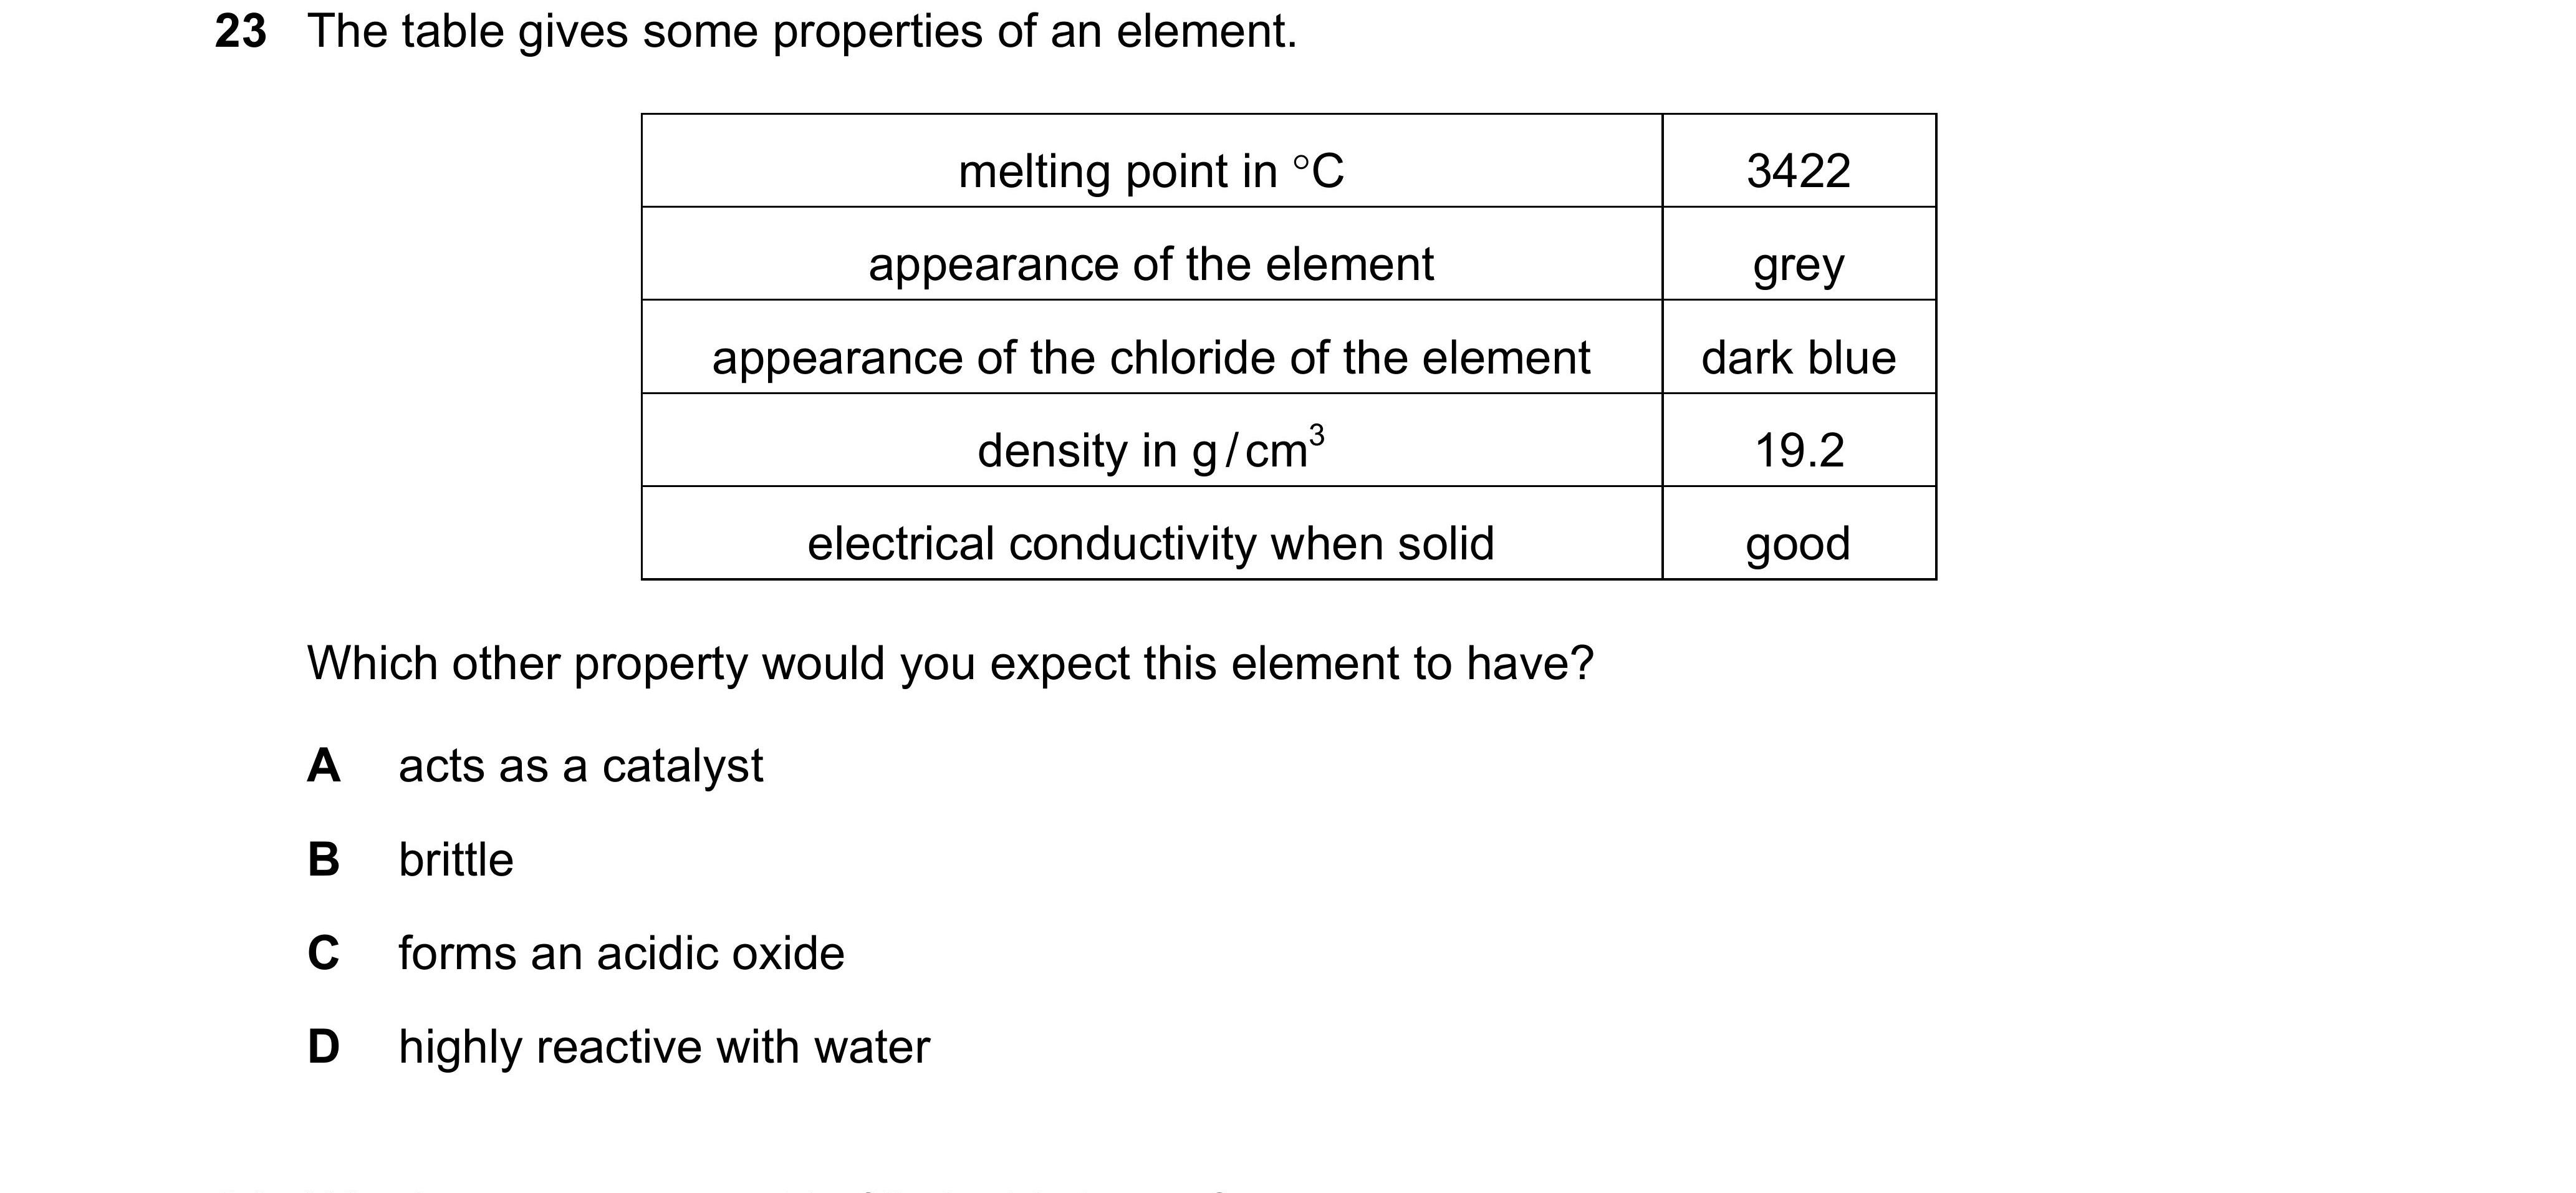 23 The table gives some properties of an element.
melting point in °C 3422
appearance of the element grey
appearance of the chloride of the element dark blue
density in g/cm³ 19.2
electrical conductivity when solid good
Which other property would you expect this element to have?
A acts as a catalyst
B brittle
C forms an acidic oxide
D highly reactive with water